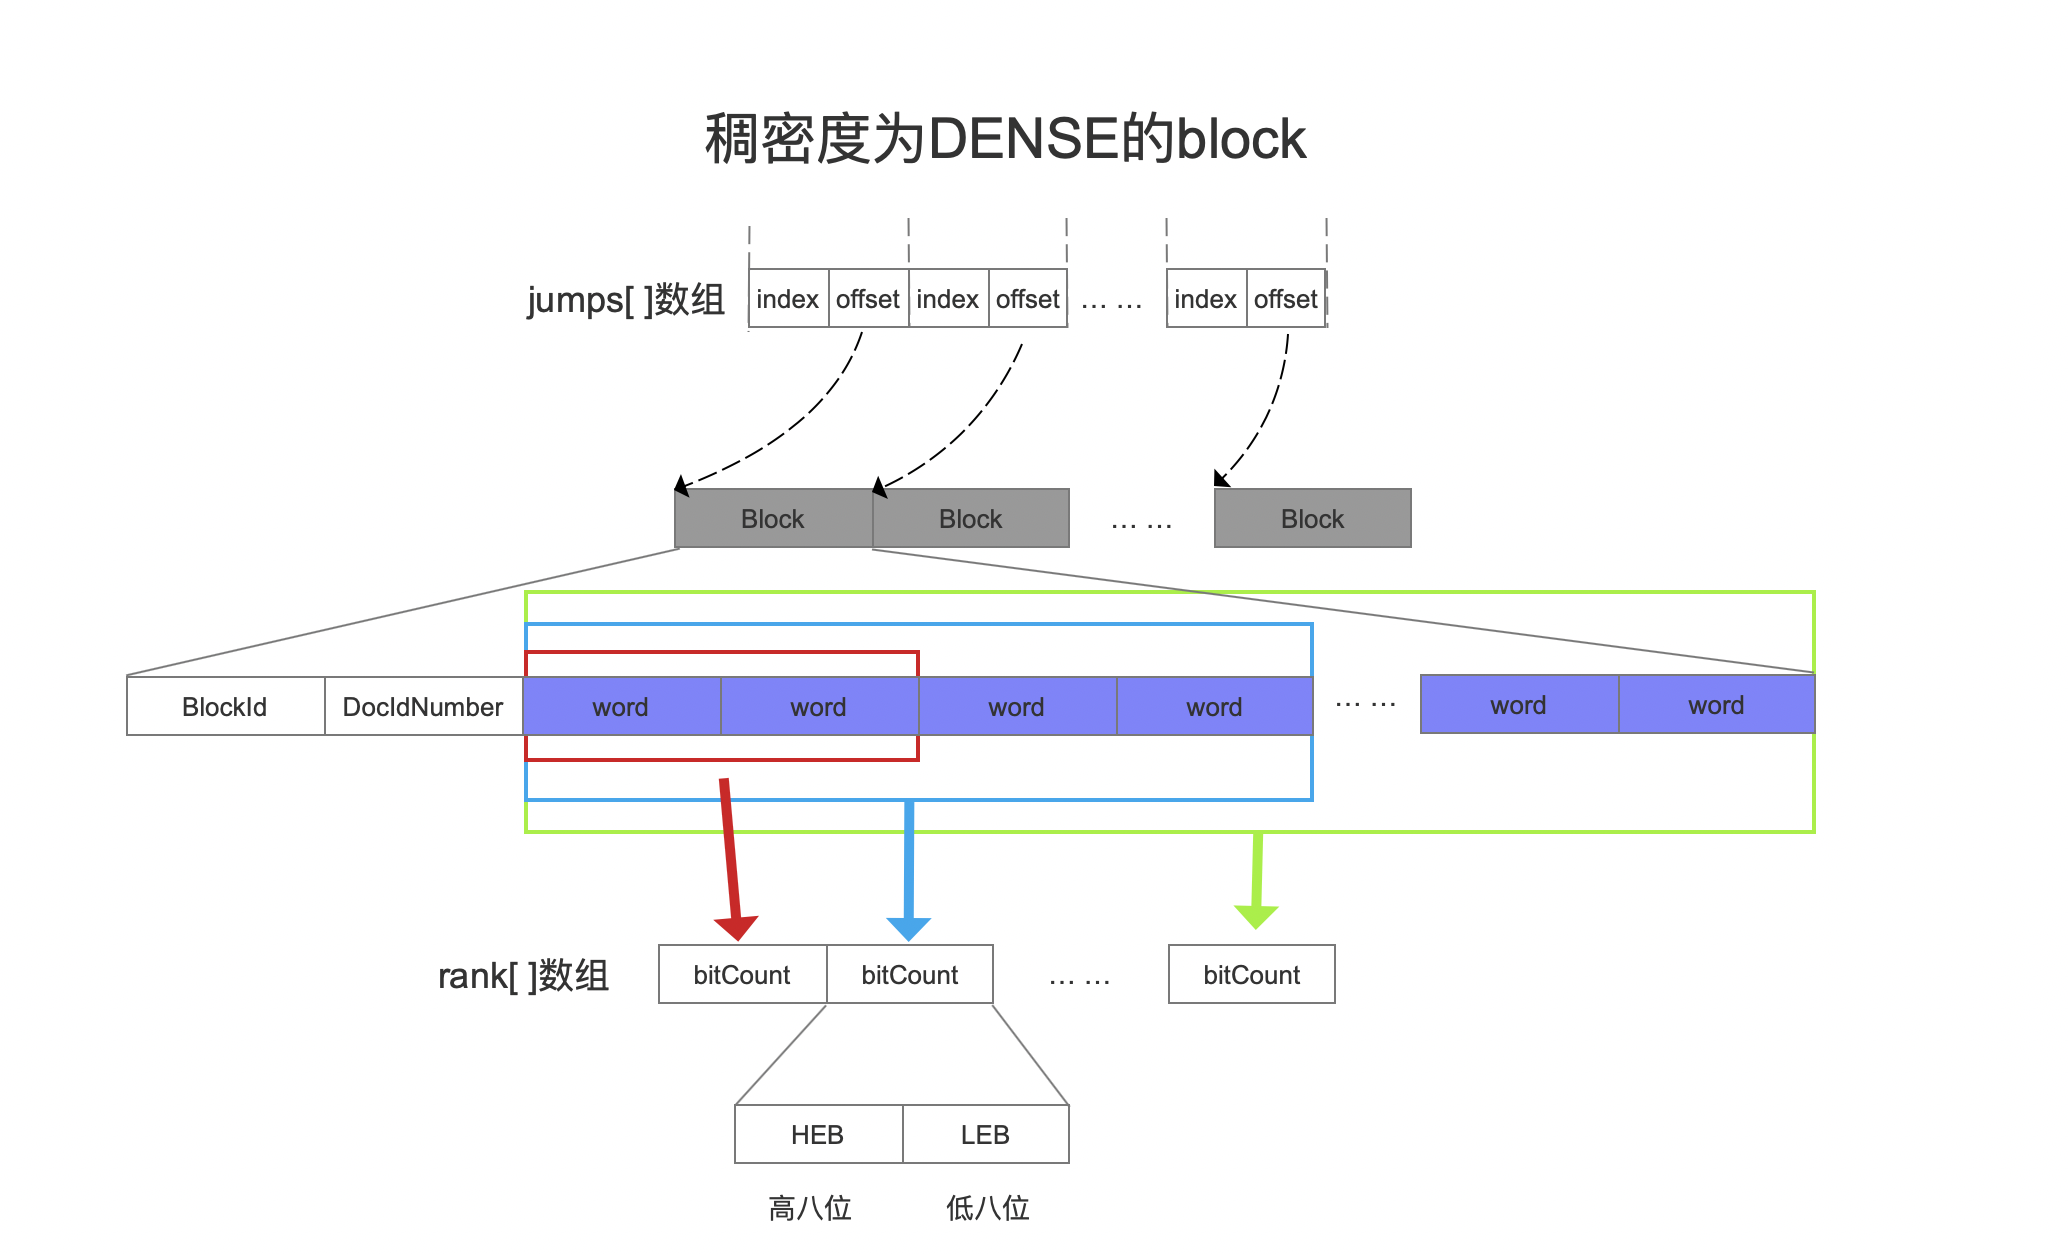 稠密度为DENSE的block
jumps[ ]数组 index offset index offset ... ... index offset
Block Block ... ... Block
BlockId DocIdNumber word word word word ... ... word word
rank[ ]数组 bitCount bitCount ... ... bitCount
HEB LEB
高八位 低八位